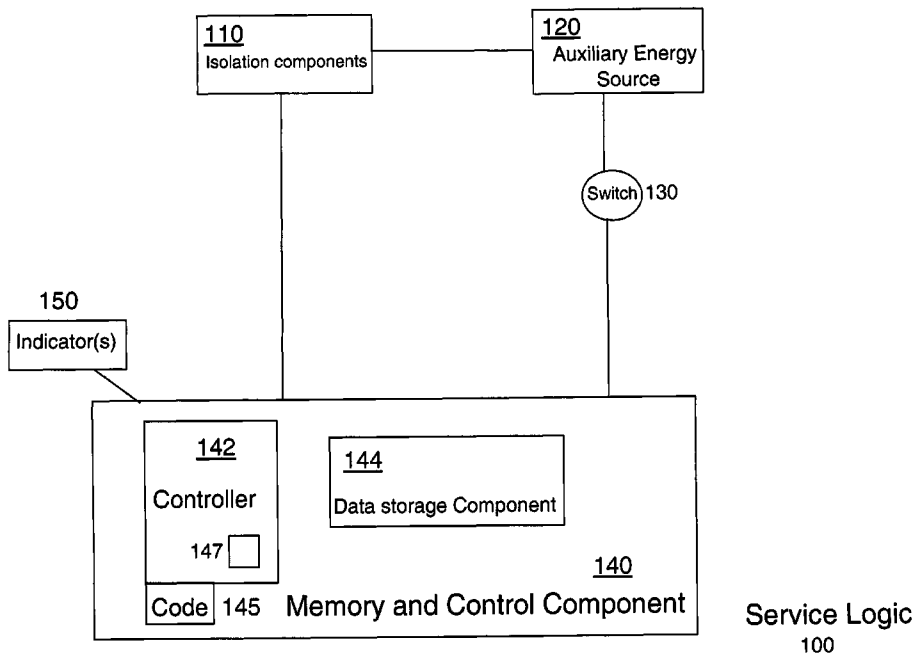 110
Isolation components
120
Auxiliary Energy
Source
Switch 130
150
Indicator(s)
142
Controller
147
144
Data storage Component
140
Code 145
Memory and Control Component
Service Logic
100